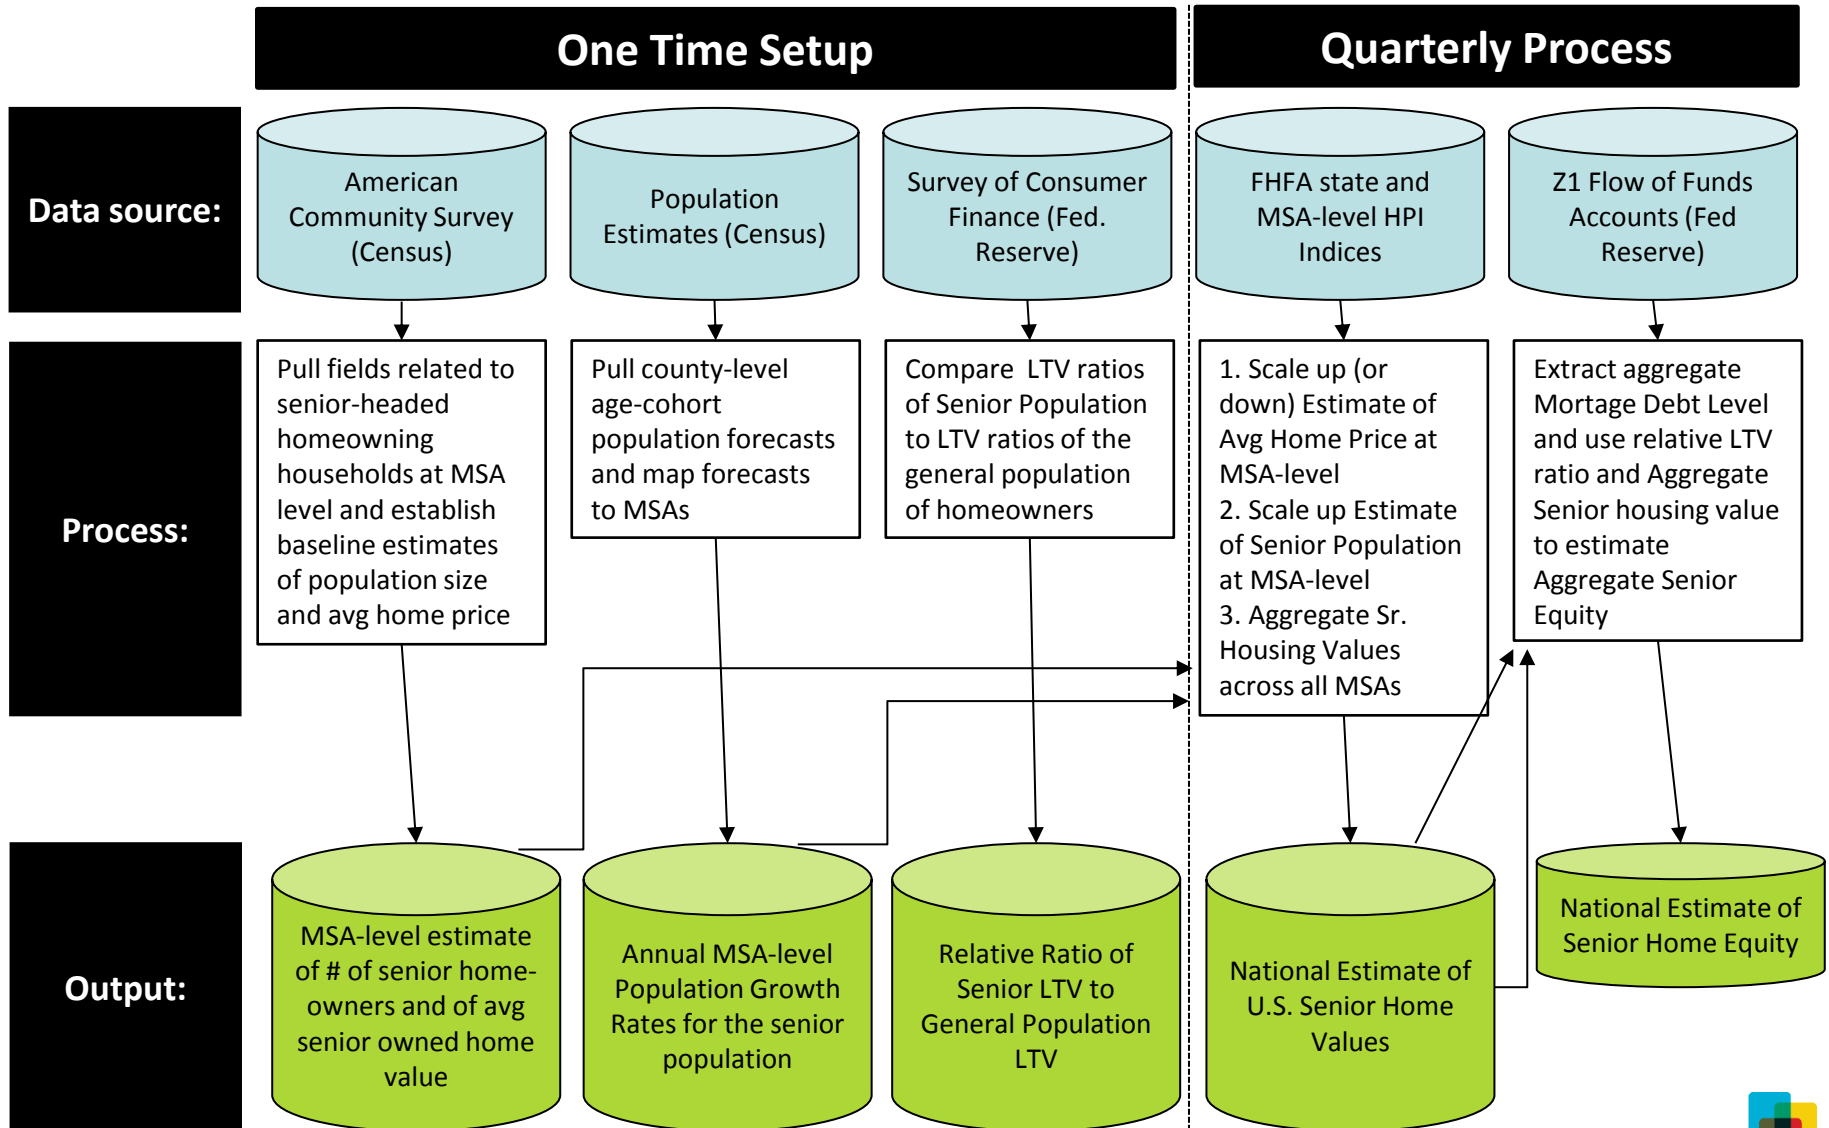 One Time Setup
Quarterly Process
Data source:
American
Community Survey
(Census)
Population
Estimates (Census)
Survey of Consumer
Finance (Fed.
Reserve)
FHFA state and
MSA-level HPI
Indices
Z1 Flow of Funds
Accounts (Fed
Reserve)
Process:
Pull fields related to
senior-headed
homeowning
households at MSA
level and establish
baseline estimates
of population size
and avg home price
Pull county-level
age-cohort
population forecasts
and map forecasts
to MSAs
Compare LTV ratios
of Senior Population
to LTV ratios of the
general population
of homeowners
1. Scale up (or
down) Estimate of
Avg Home Price at
MSA-level
2. Scale up Estimate
of Senior Population
at MSA-level
3. Aggregate Sr.
Housing Values
across all MSAs
Extract aggregate
Mortage Debt Level
and use relative LTV
ratio and Aggregate
Senior housing value
to estimate
Aggregate Senior
Equity
Output:
MSA-level estimate
of # of senior home-
owners and of avg
senior owned home
value
Annual MSA-level
Population Growth
Rates for the senior
population
Relative Ratio of
Senior LTV to
General Population
LTV
National Estimate of
U.S. Senior Home
Values
National Estimate of
Senior Home Equity